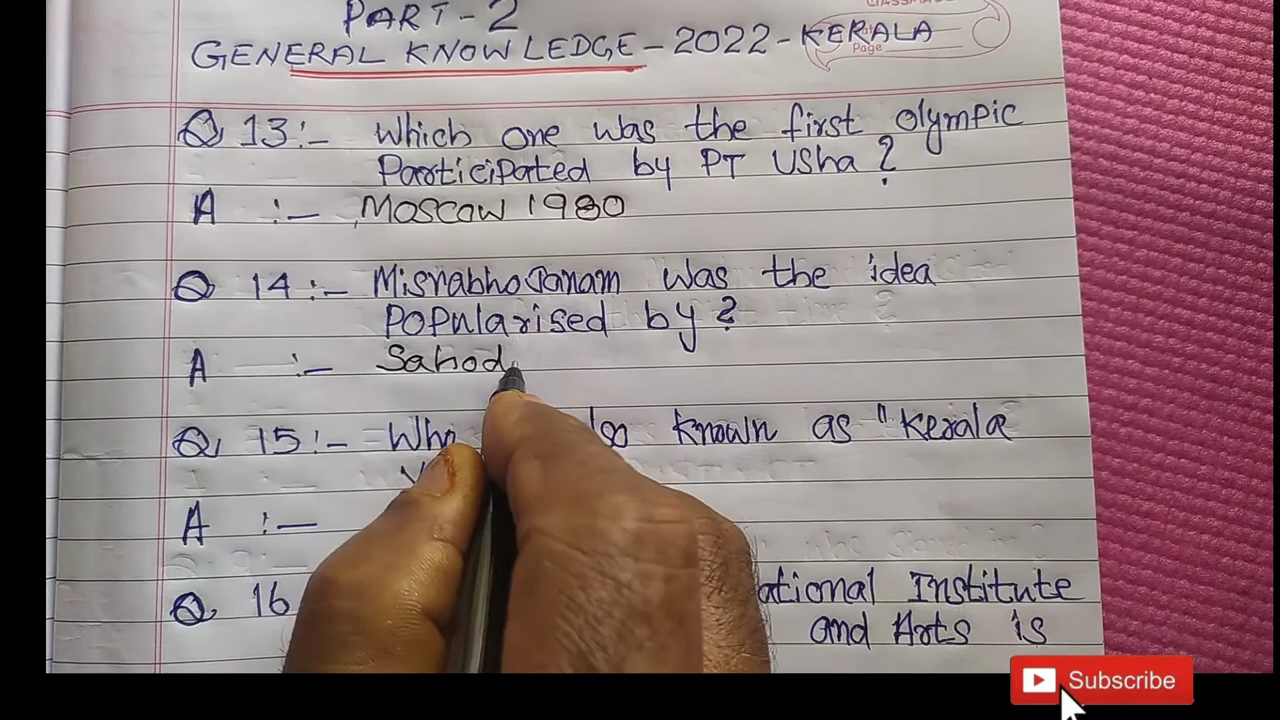 PART-2
GENERAL KNOWLEDGE-2022-KERALA
Page
Q 13:- Which one was the first olympic
Participated by PT Usha?
A :- Moscow 1980
Q 14:- Misrabhojanam was the idea
Popularised by?
A :- Sahod
Q 15:- Who known as "Kerala
A :-
Q 16 ational Institute
and Arts is
Subscribe